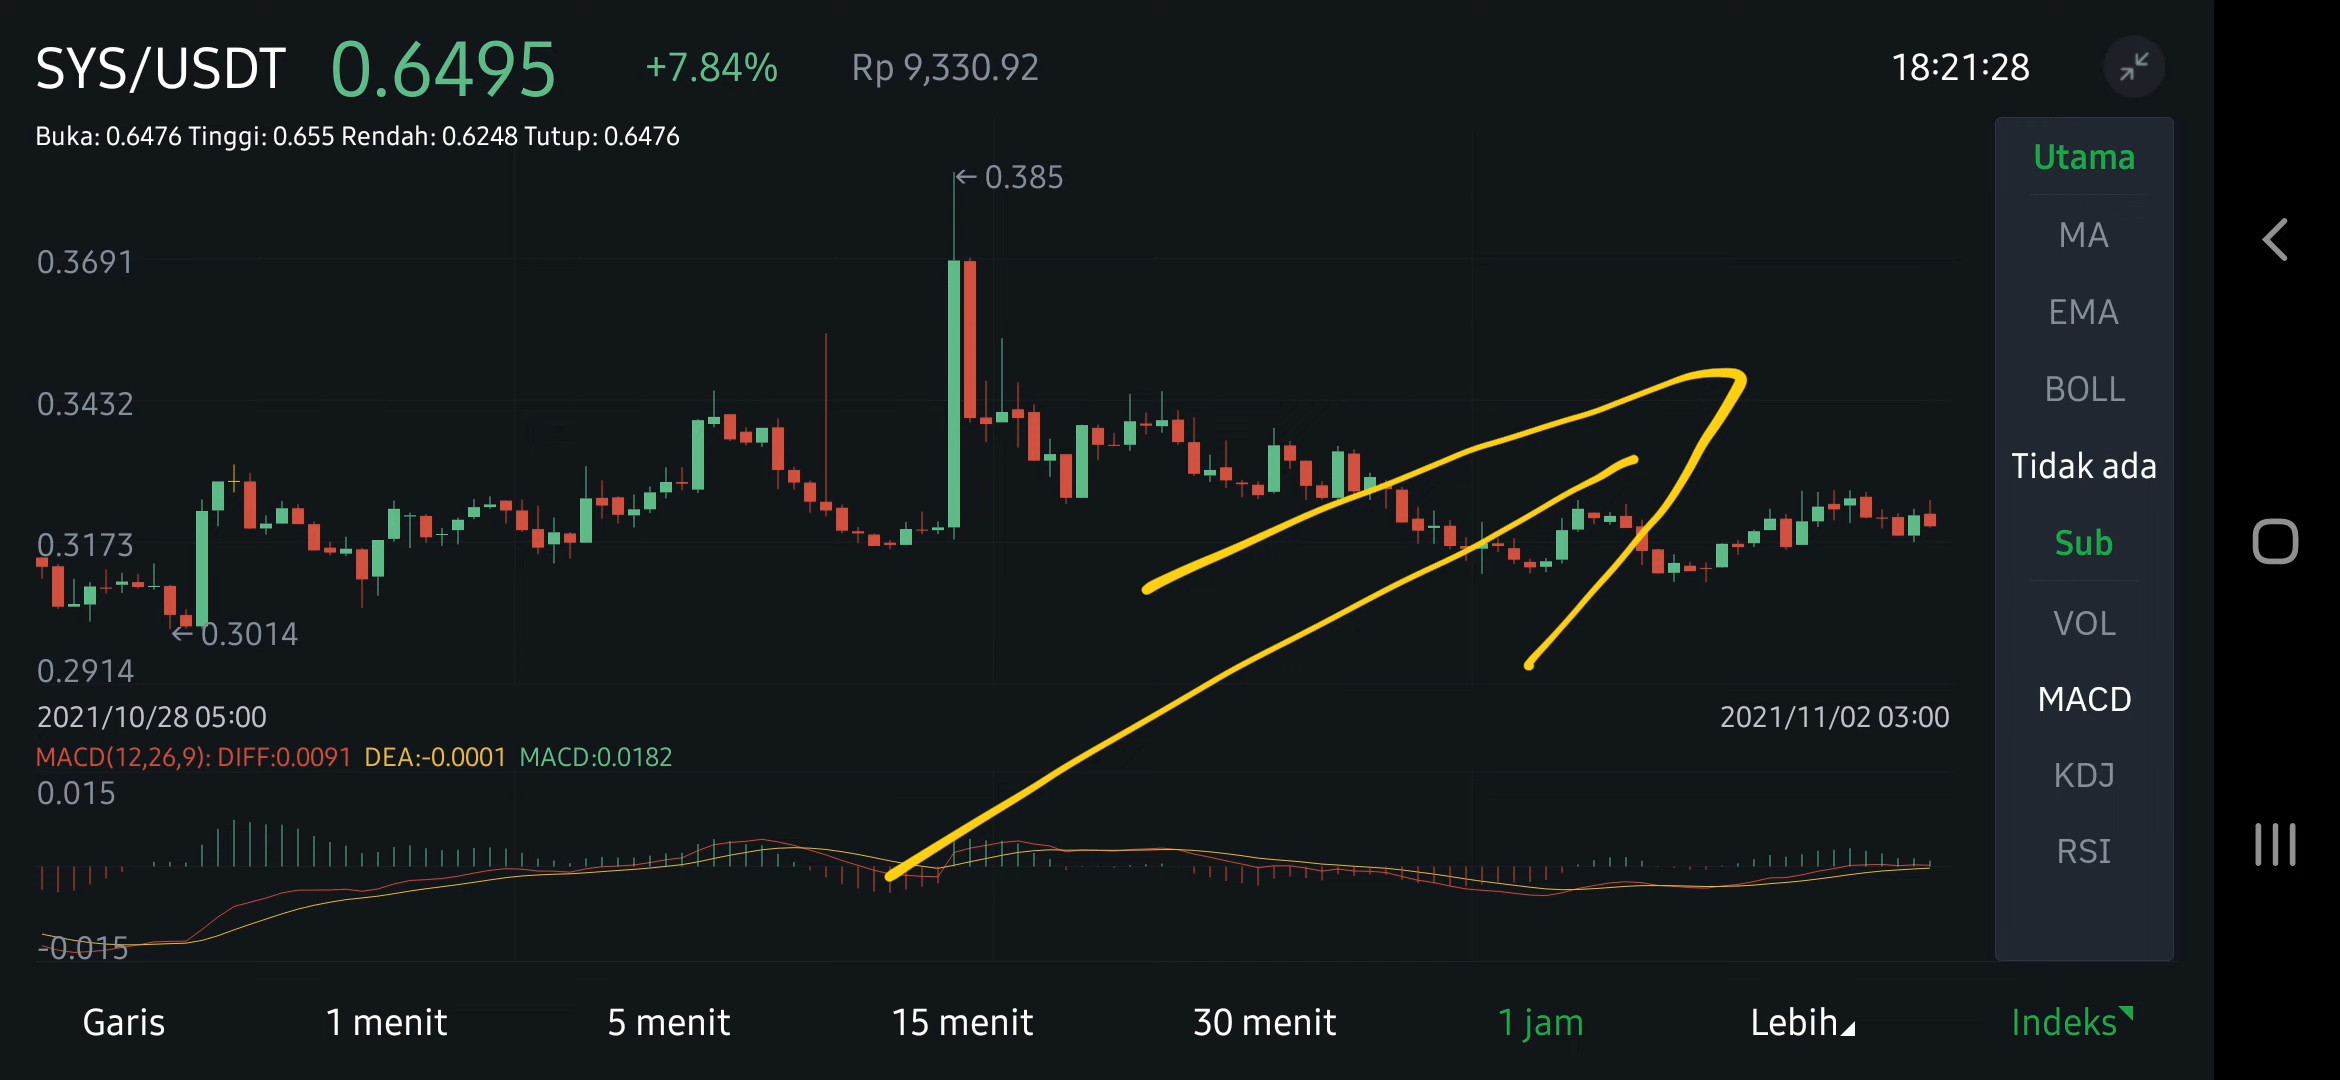 SYS/USDT 0.6495 +7.84% Rp 9,330.92 18:21:28
Buka: 0.6476 Tinggi: 0.655 Rendah: 0.6248 Tutup: 0.6476
Utama
MA
EMA
BOLL
Tidak ada
Sub
VOL
MACD
KDJ
RSI
← 0.385
0.3691
0.3432
0.3173
← 0.3014
0.2914
2021/10/28 05:00 2021/11/02 03:00
MACD(12,26,9): DIFF:0.0091 DEA:-0.0001 MACD:0.0182
0.015
-0.015
Garis 1 menit 5 menit 15 menit 30 menit 1 jam Lebih Indeks